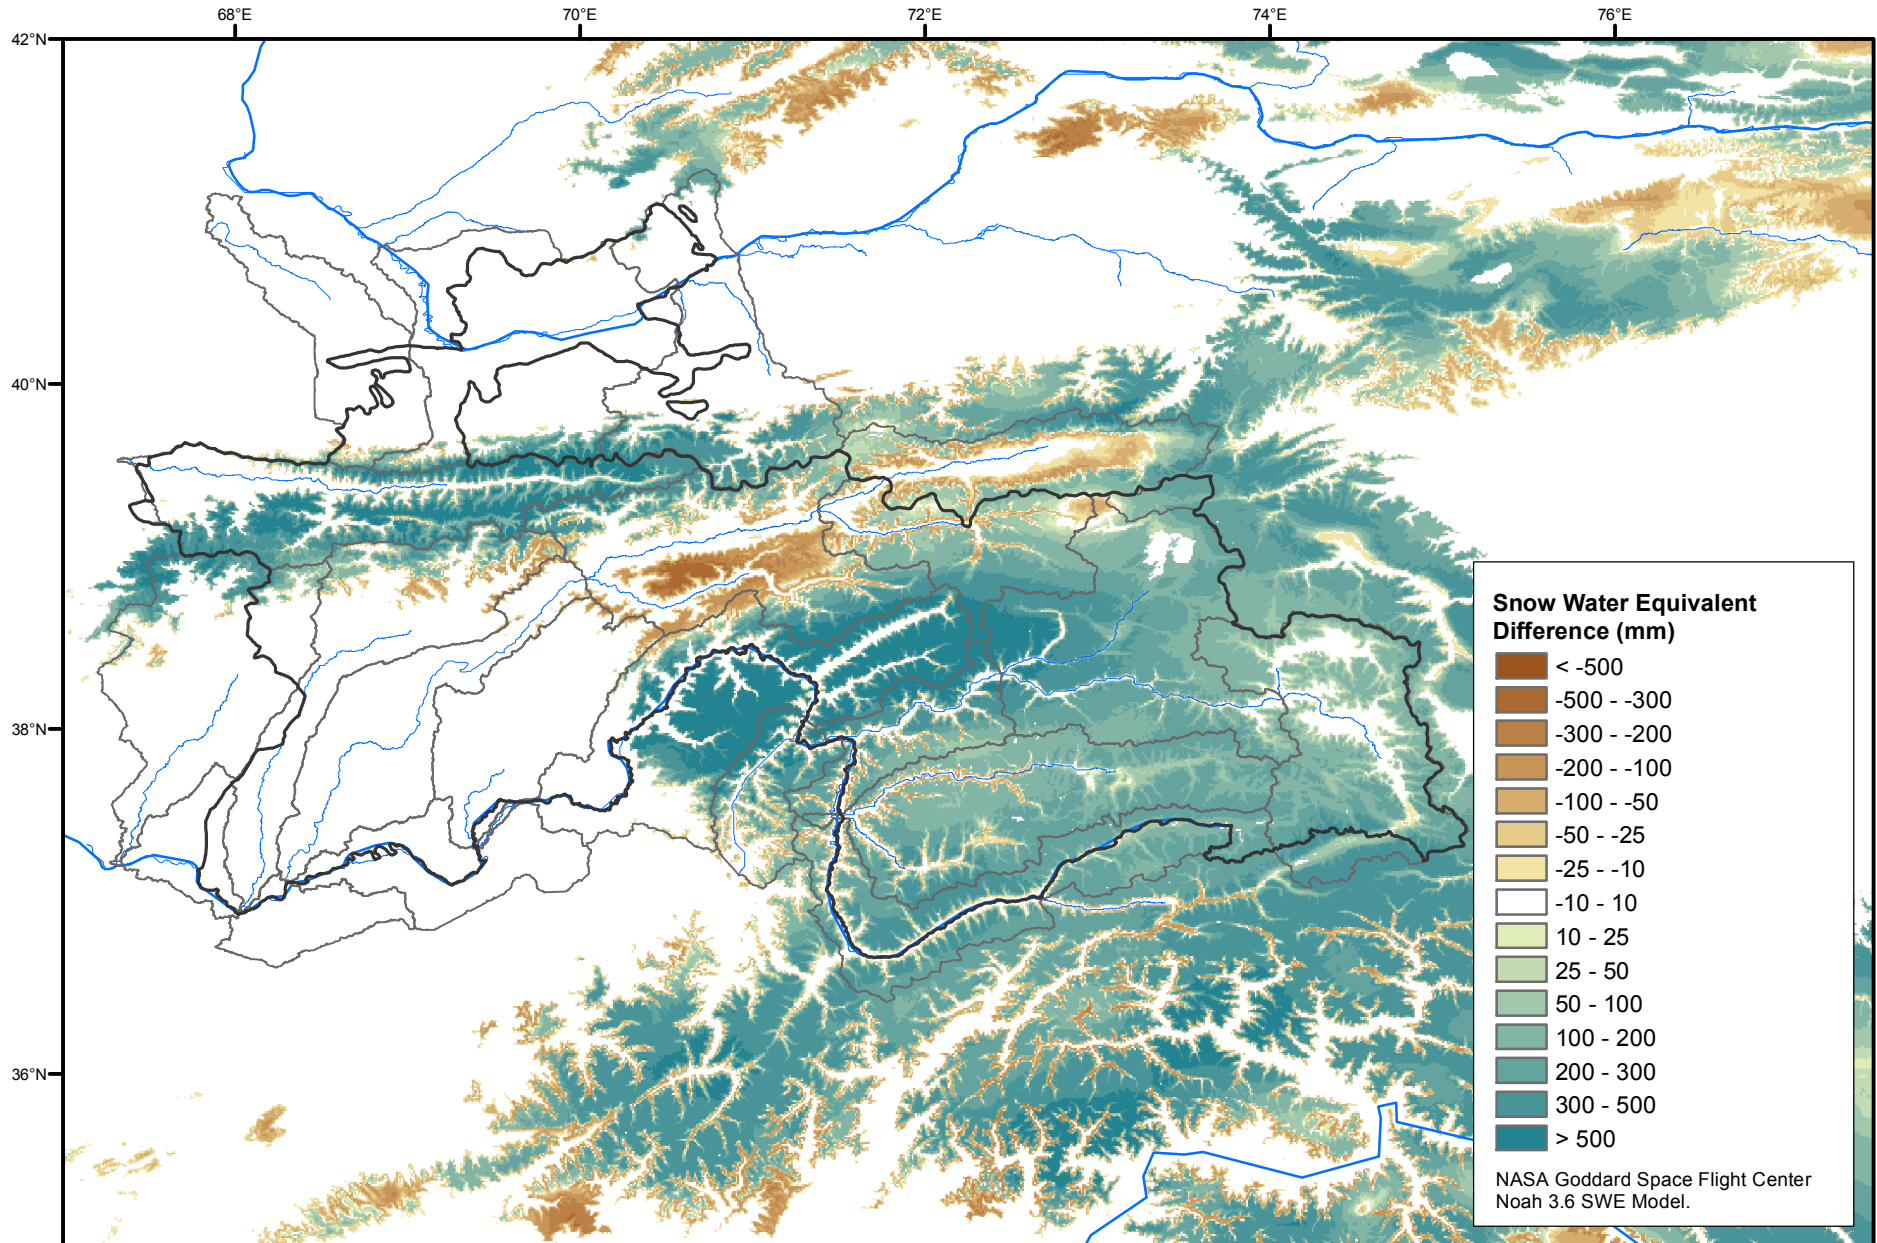 68°E
70°E
72°E
74°E
76°E
42°N
40°N
38°N
36°N
Snow Water Equivalent
Difference (mm)
< -500
-500 - -300
-300 - -200
-200 - -100
-100 - -50
-50 - -25
-25 - -10
-10 - 10
10 - 25
25 - 50
50 - 100
100 - 200
200 - 300
300 - 500
> 500
NASA Goddard Space Flight Center
Noah 3.6 SWE Model.